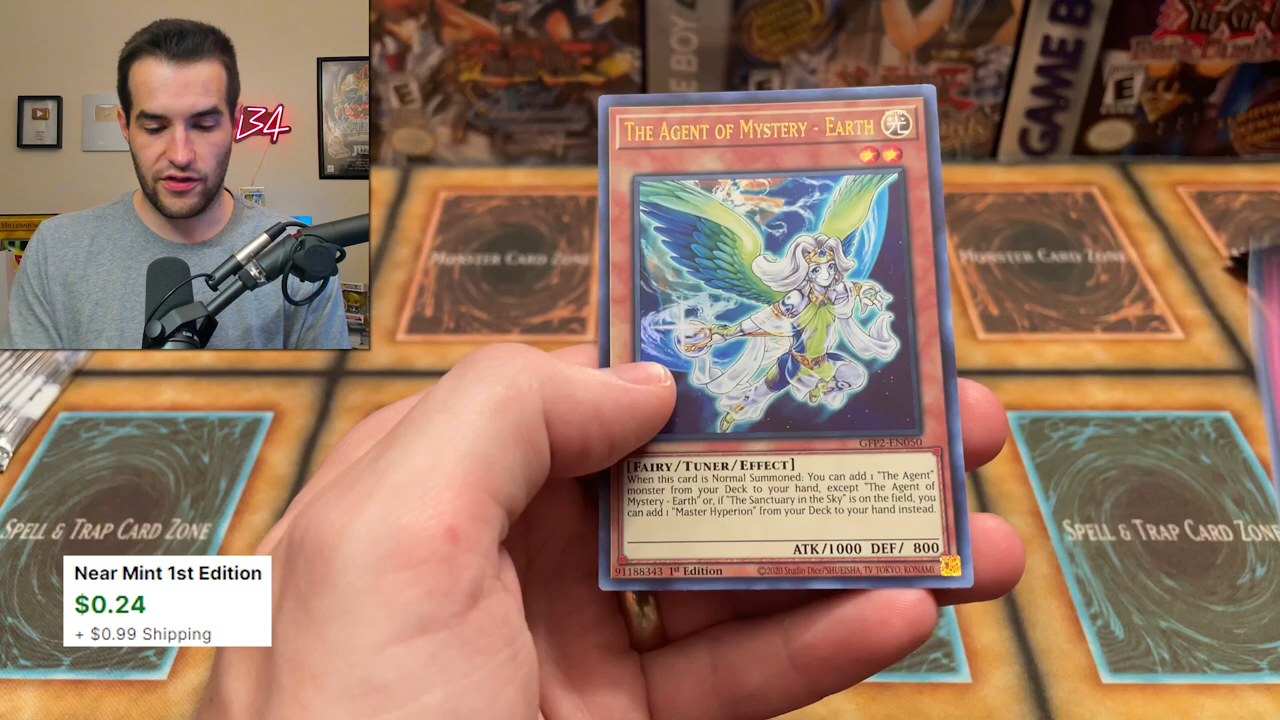 134
MILLENNIUM
GAME BOY
GAME B
E
E
MONSTER CARD ZONE
MONSTER CARD ZONE
THE AGENT OF MYSTERY - EARTH
光
GFP2-EN050
[FAIRY/TUNER/EFFECT]
When this card is Normal Summoned: You can add 1 "The Agent"
monster from your Deck to your hand, except "The Agent of
Mystery - Earth" or, if "The Sanctuary in the Sky" is on the field, you
can add 1 "Master Hyperion" from your Deck to your hand instead.
ATK/1000 DEF/ 800
91188343 1st Edition
©2020 Studio Dice/SHUEISHA, TV TOKYO, KONAMI
SPELL & TRAP CARD ZONE
SPELL & TRAP CARD ZONE
Near Mint 1st Edition
$0.24
+ $0.99 Shipping